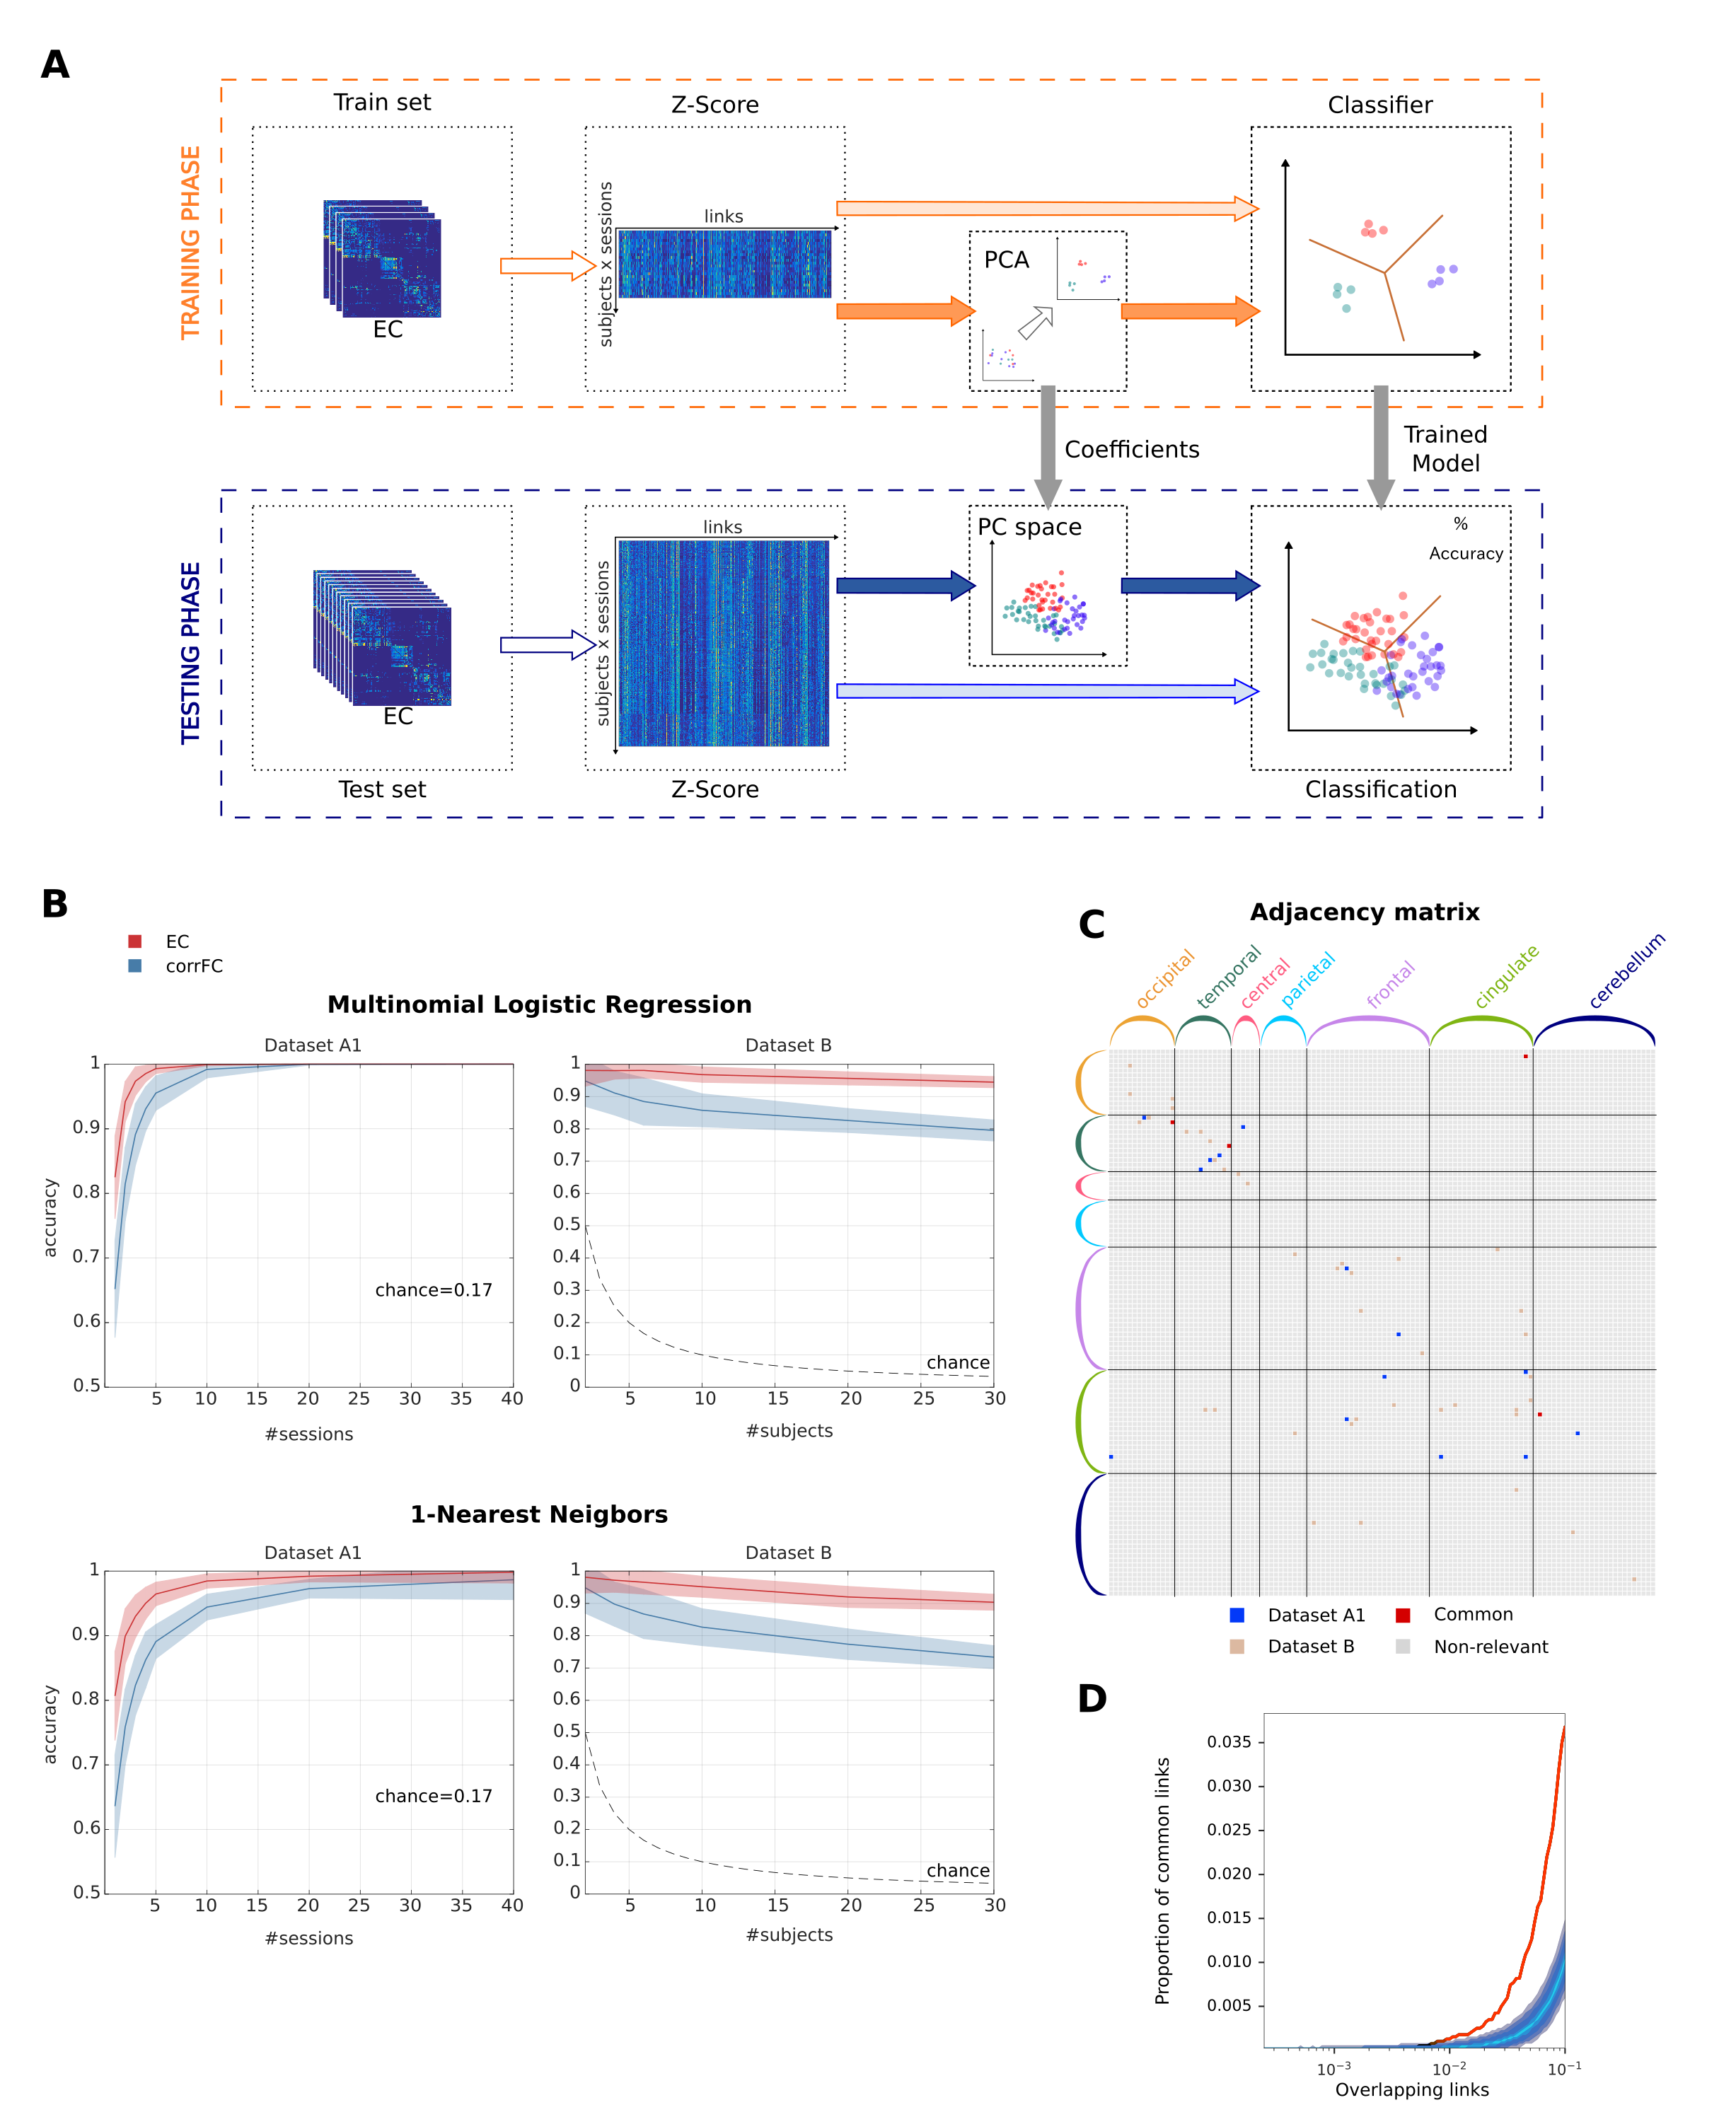 A
TRAINING PHASE
Train set
Z-Score
Classifier
EC
subjects x sessions
links
PCA
Coefficients
Trained
Model
TESTING PHASE
EC
Test set
subjects x sessions
links
Z-Score
PC space
%
Accuracy
Classification
B
EC
corrFC
Multinomial Logistic Regression
Dataset A1
accuracy
1
0.9
0.8
0.7
0.6
0.5
chance=0.17
5 10 15 20 25 30 35 40
#sessions
Dataset B
1
0.9
0.8
0.7
0.6
0.5
0.4
0.3
0.2
0.1
0
chance
5 10 15 20 25 30
#subjects
1-Nearest Neigbors
Dataset A1
accuracy
1
0.9
0.8
0.7
0.6
0.5
chance=0.17
5 10 15 20 25 30 35 40
#sessions
Dataset B
1
0.9
0.8
0.7
0.6
0.5
0.4
0.3
0.2
0.1
0
chance
5 10 15 20 25 30
#subjects
C
Adjacency matrix
occipital
temporal
central
parietal
frontal
cingulate
cerebellum
Dataset A1
Common
Dataset B
Non-relevant
D
Proportion of common links
0.035
0.030
0.025
0.020
0.015
0.010
0.005
10⁻³ 10⁻² 10⁻¹
Overlapping links